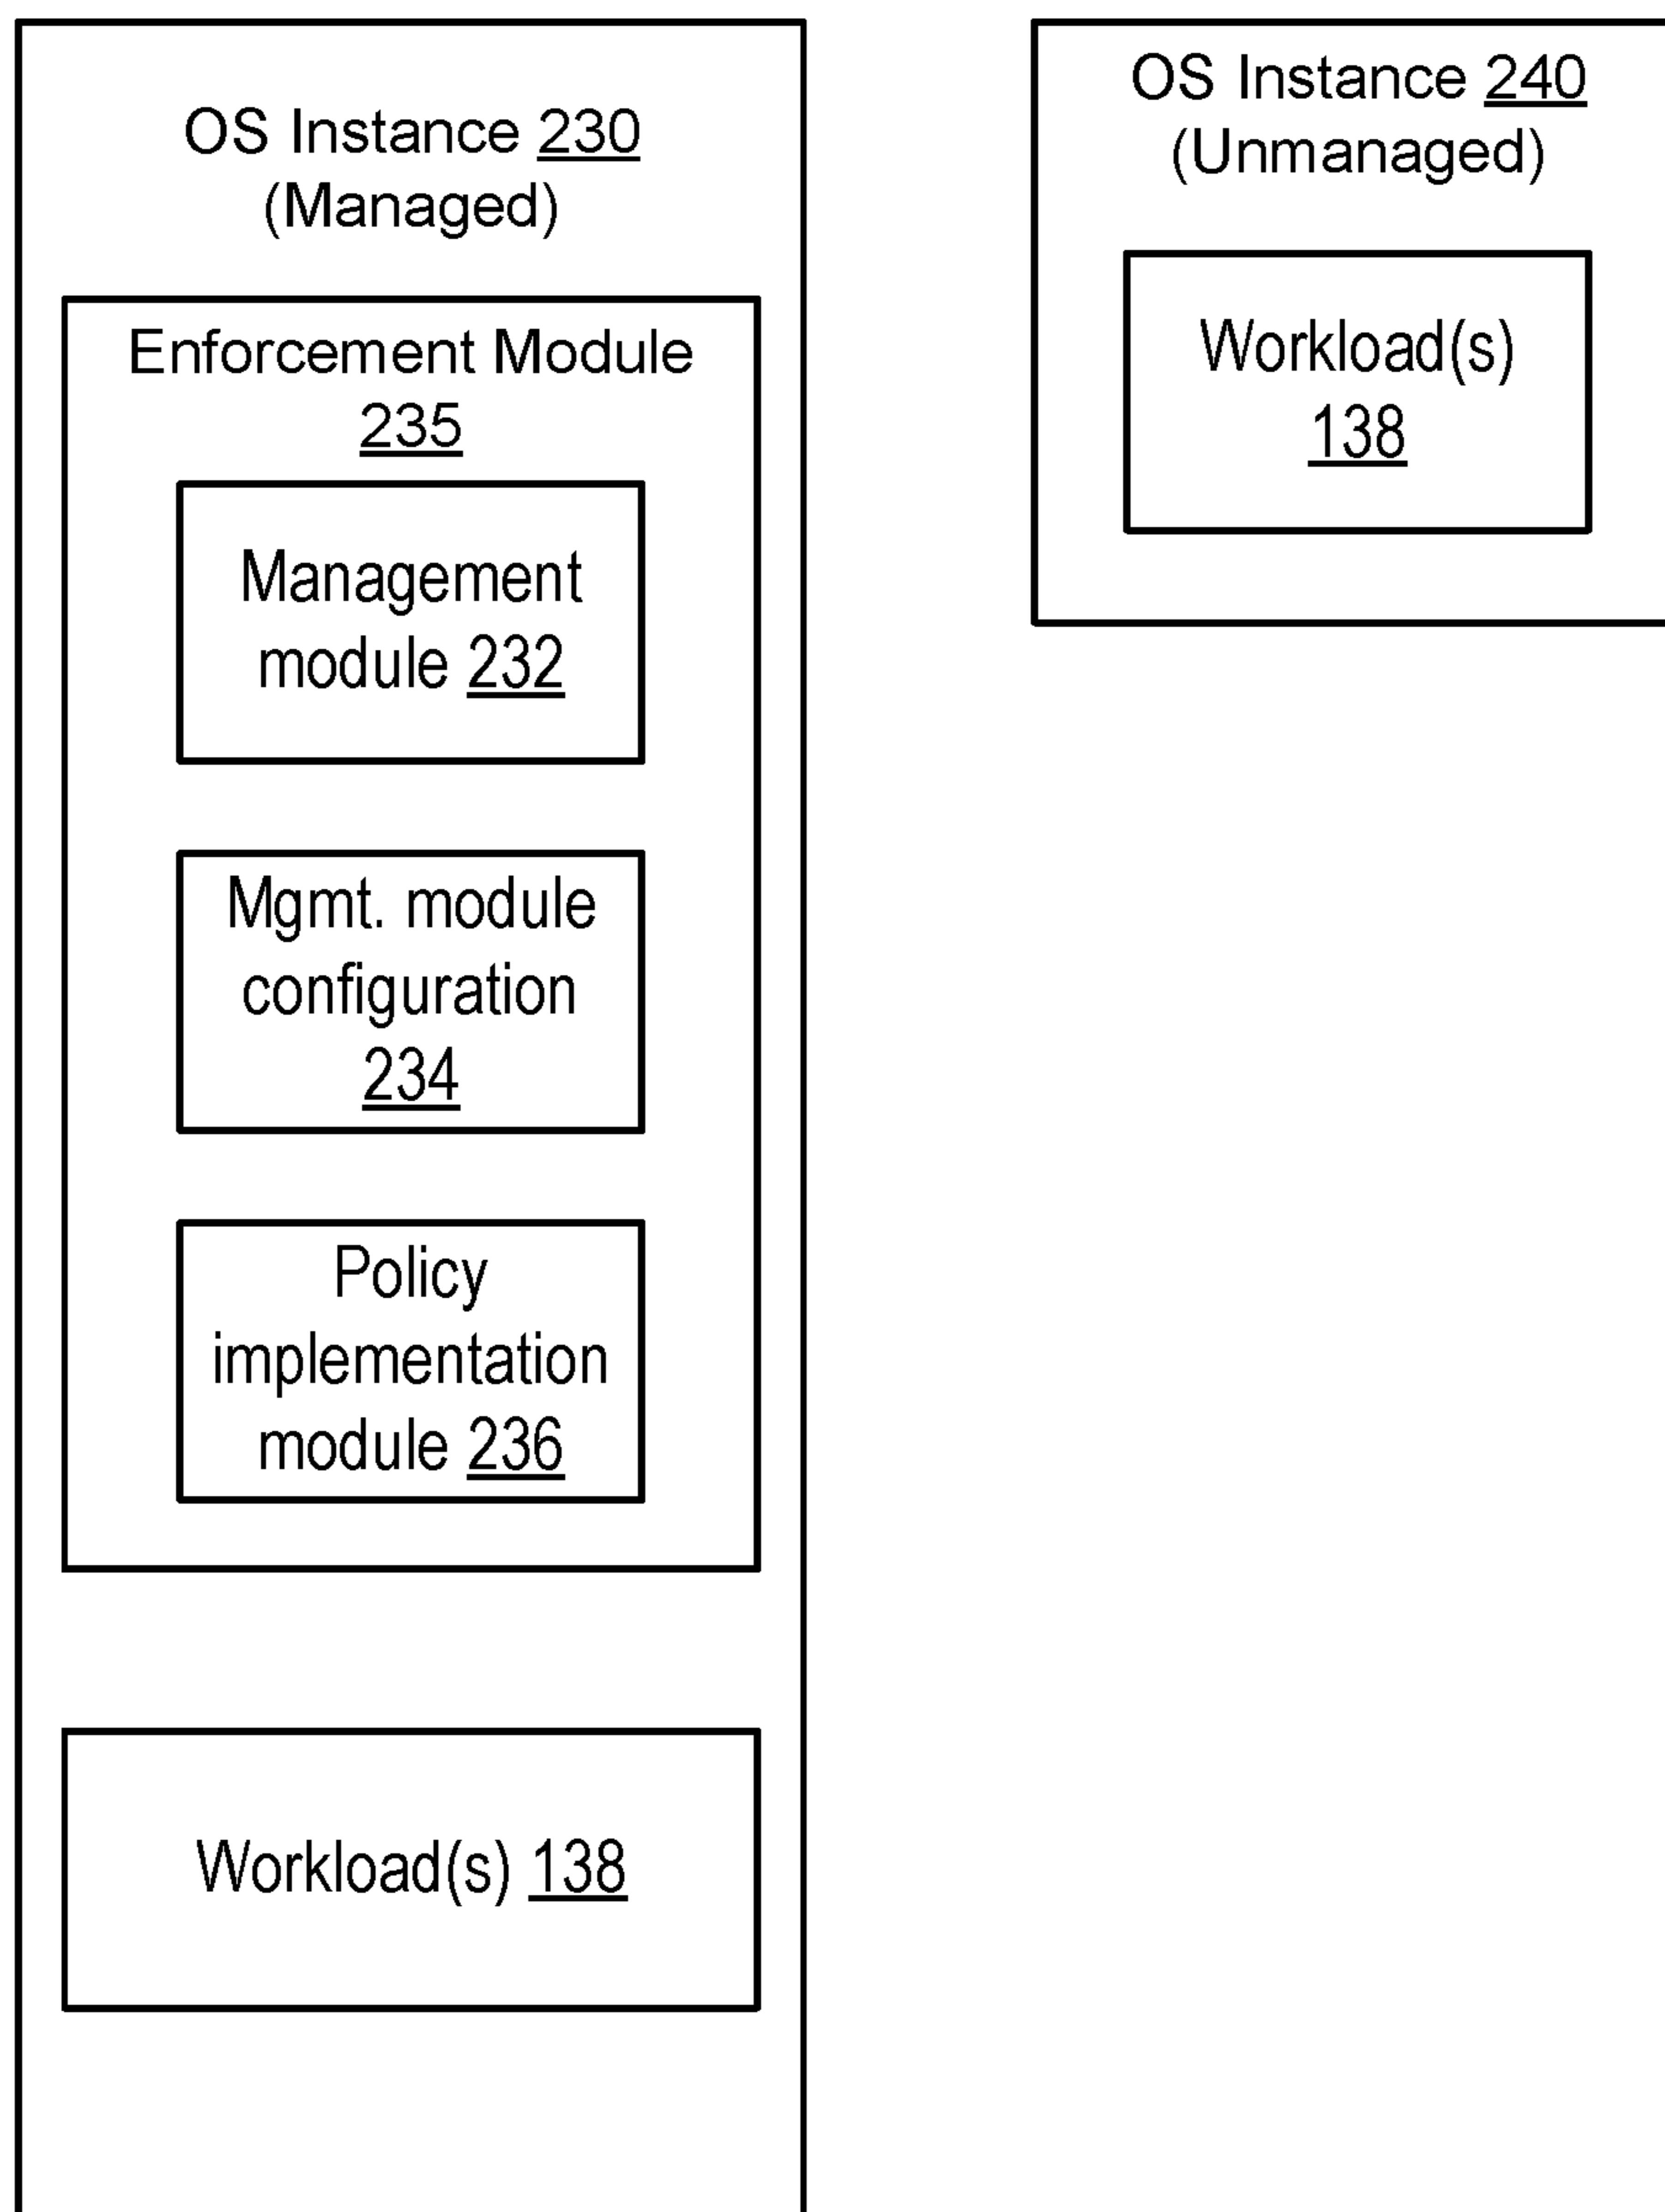 OS Instance 230
(Managed)
Enforcement Module
235
Management
module 232
Mgmt. module
configuration
234
Policy
implementation
module 236
Workload(s) 138
OS Instance 240
(Unmanaged)
Workload(s)
138